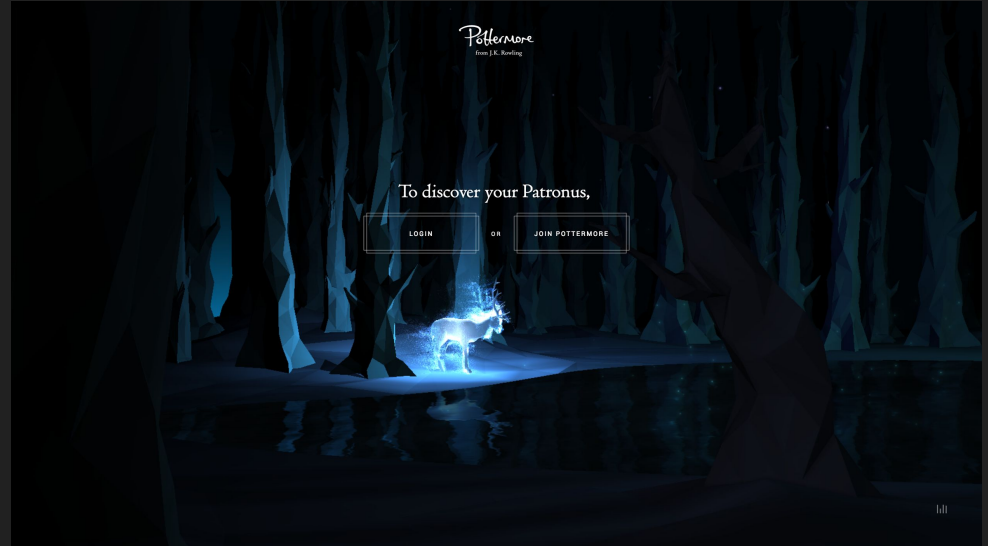 Pottermore
from J.K. Rowling
To discover your Patronus,
LOGIN OR JOIN POTTERMORE